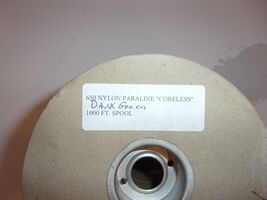 650 NYLON PARALINE "CORELESS"
DARK Green
1000 FT. SPOOL